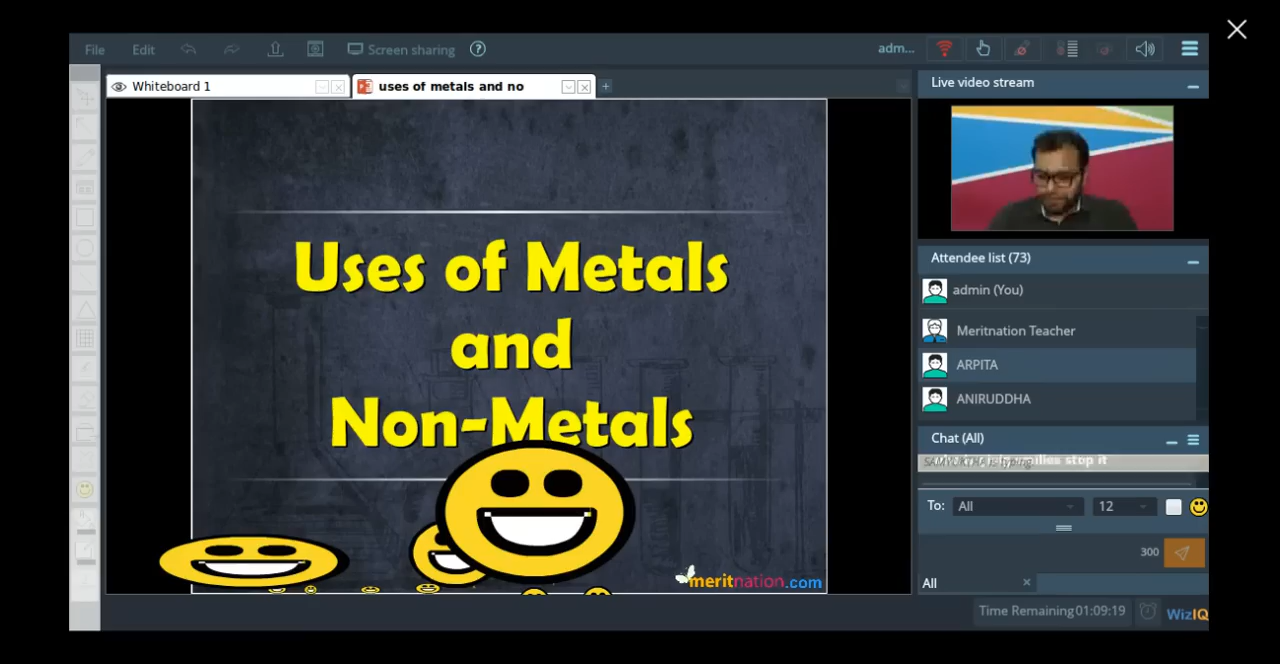 File Edit Screen sharing ? adm...
Whiteboard 1 uses of metals and no
Live video stream
Uses of Metals
and
Non-Metals
meritnation.com
Attendee list (73)
admin (You)
Meritnation Teacher
ARPITA
ANIRUDDHA
Chat (All)
stop it
To: All 12
300
All
Time Remaining 01:09:19 WizIQ